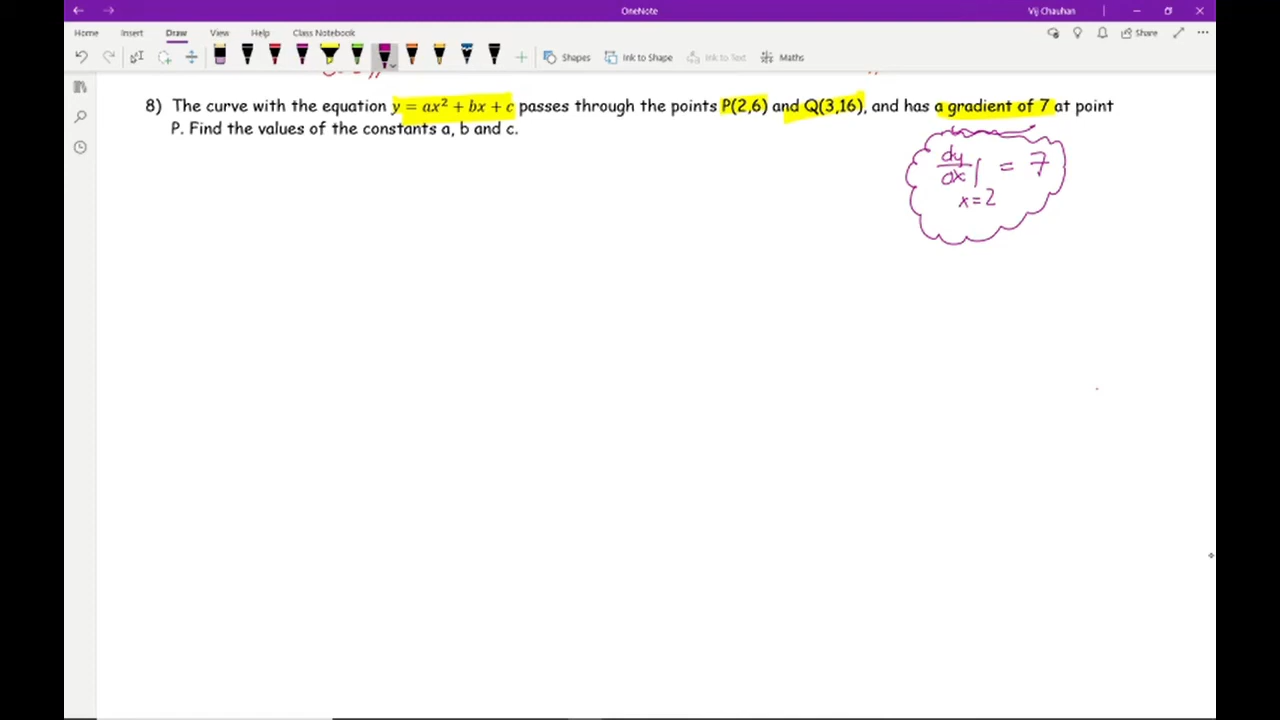 OneNote
Vij Chauhan
Home Insert Draw View Help Class Notebook
Share
Shapes Ink to Shape Ink to Text Maths
8) The curve with the equation y = ax² + bx + c passes through the points P(2,6) and Q(3,16), and has a gradient of 7 at point
P. Find the values of the constants a, b and c.
dy/dx| = 7
x=2